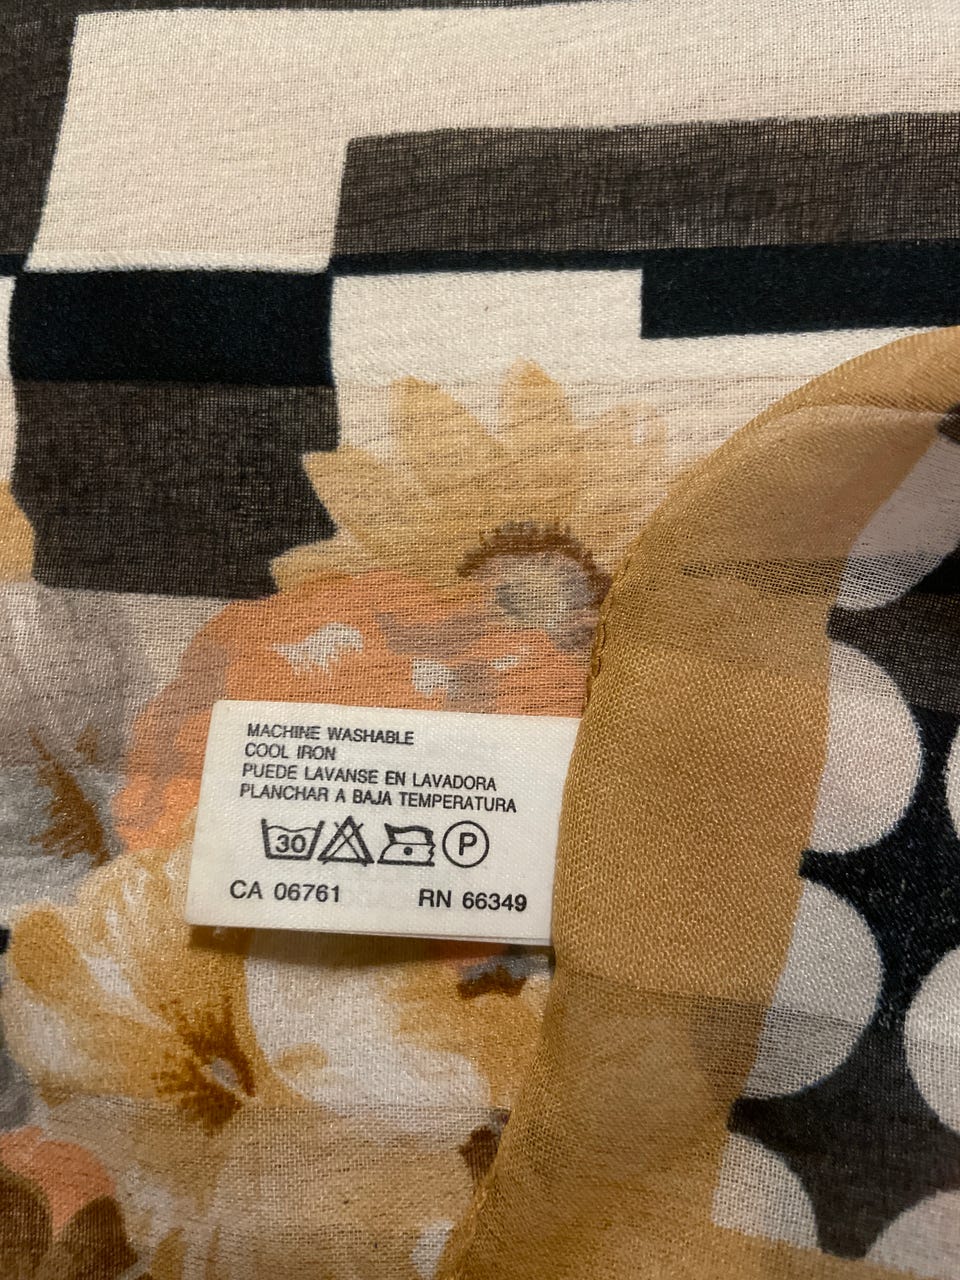 MACHINE WASHABLE
COOL IRON
PUEDE LAVANSE EN LAVADORA
PLANCHAR A BAJA TEMPERATURA
30 P
CA 06761 RN 66349